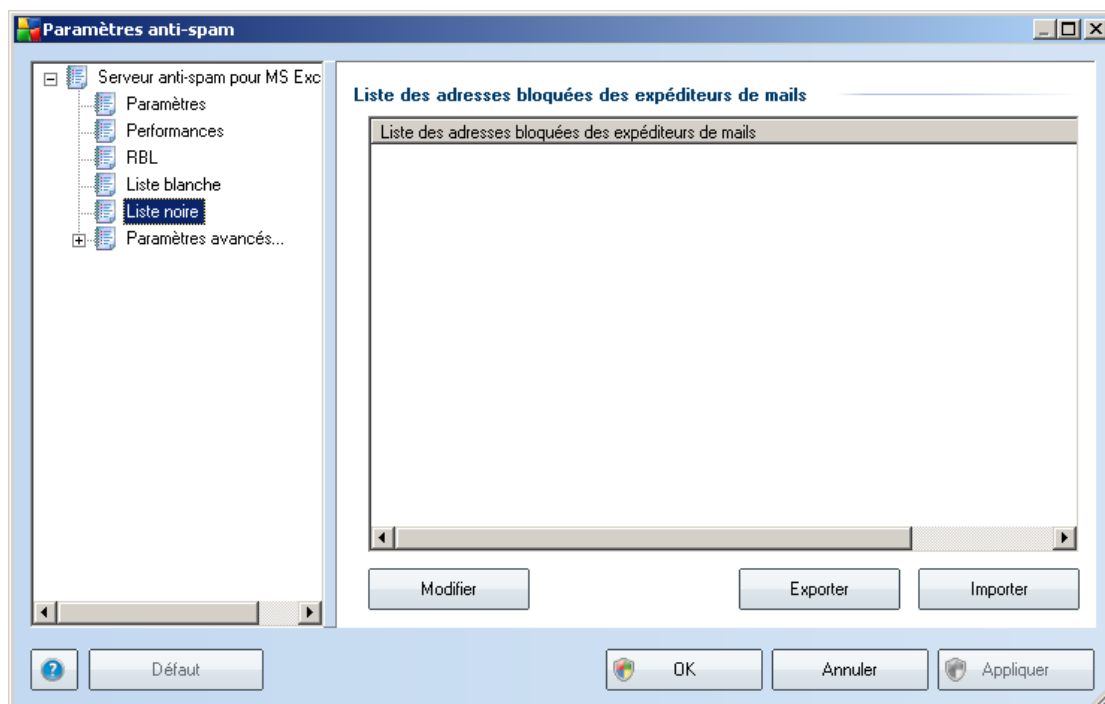 Paramètres anti-spam
Serveur anti-spam pour MS Exc
Paramètres
Performances
RBL
Liste blanche
Liste noire
Paramètres avancés...
Liste des adresses bloquées des expéditeurs de mails
Liste des adresses bloquées des expéditeurs de mails
Modifier
Exporter
Importer
?
Défaut
OK
Annuler
Appliquer